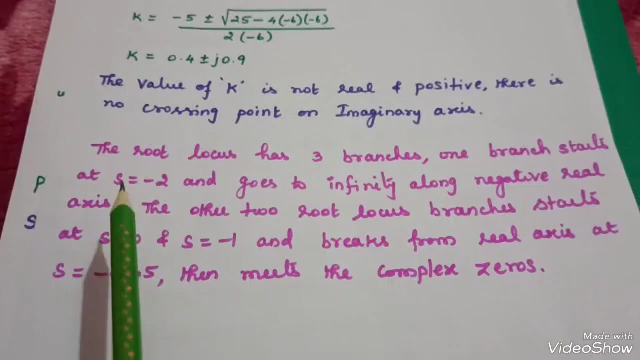 K = -5 ± √25 - 4(-6)(-6)
2(-6)
K = 0.4 ± j0.9
The value of 'K' is not real & positive, there is
no crossing point on Imaginary axis.
The root locus has 3 branches, one branch starts
at s = -2 and goes to infinity along negative real
axis. The other two root locus branches starts
at s & s = -1 and breaks from real axis at
s = 5, then meets the complex zeros.
u
p
s
Made with
VideoShow